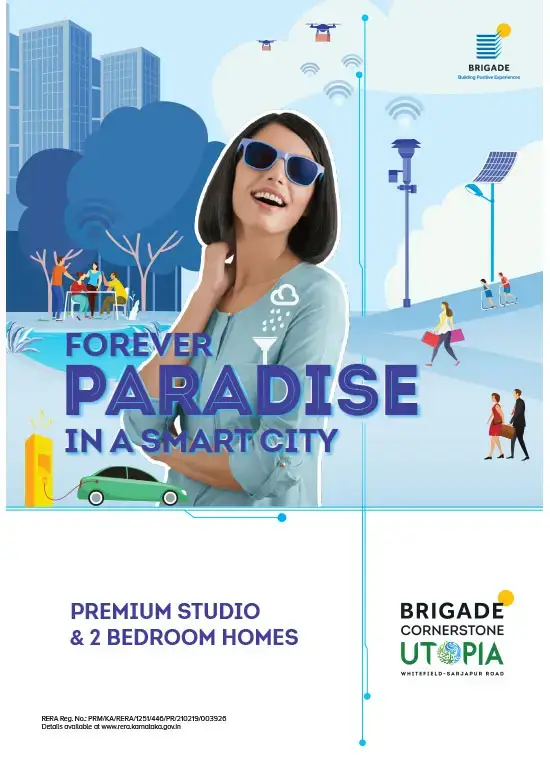 BRIGADE
Building Positive Experiences
FOREVER
PARADISE
IN A SMART CITY
PREMIUM STUDIO
& 2 BEDROOM HOMES
BRIGADE
CORNERSTONE
UTOPIA
WHITEFIELD-SARJAPUR ROAD
RERA Reg. No.: PRM/KA/RERA/1251/446/PR/210219/003926
Details available at www.rera.karnataka.gov.in